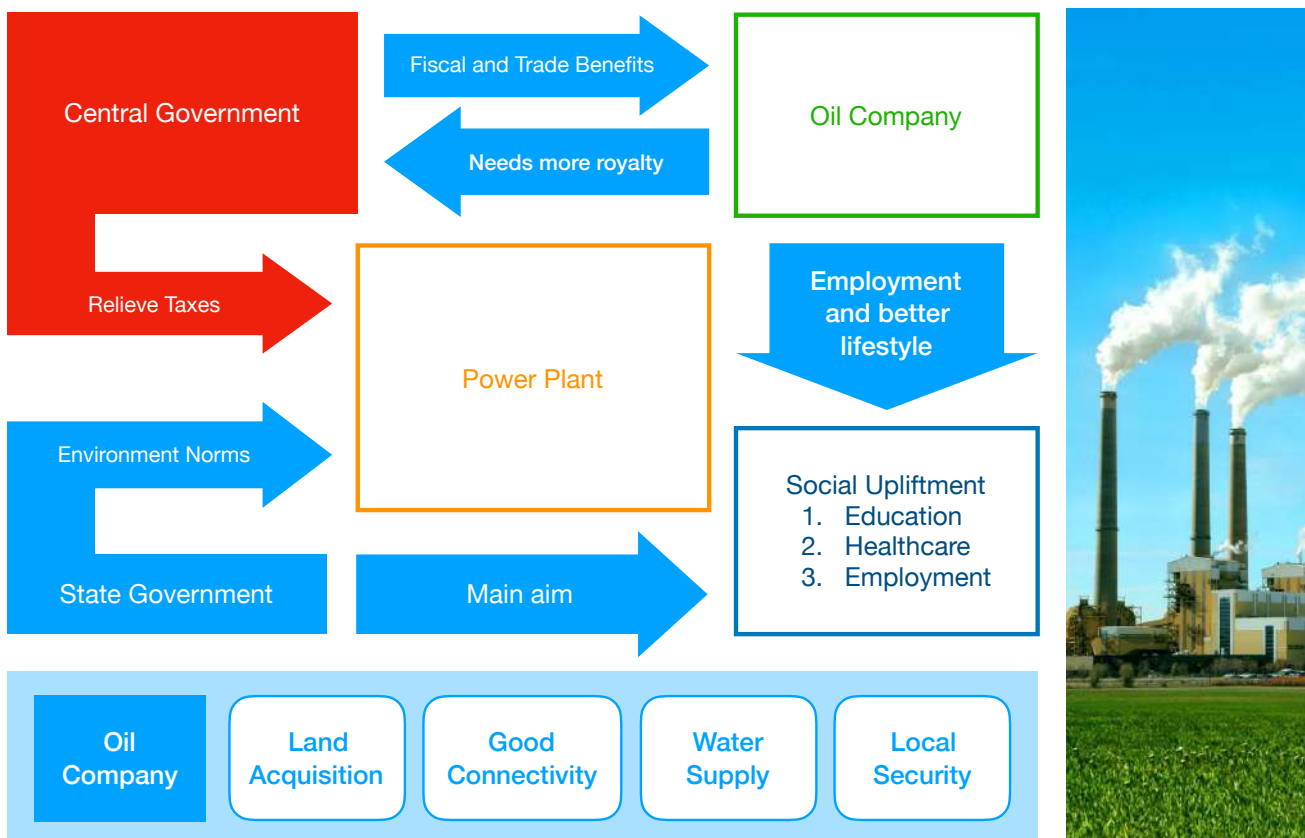 Central Government
Fiscal and Trade Benefits
Needs more royalty
Oil Company
Relieve Taxes
Power Plant
Employment
and better
lifestyle
Environment Norms
State Government
Main aim
Social Upliftment
1. Education
2. Healthcare
3. Employment
Oil
Company
Land
Acquisition
Good
Connectivity
Water
Supply
Local
Security